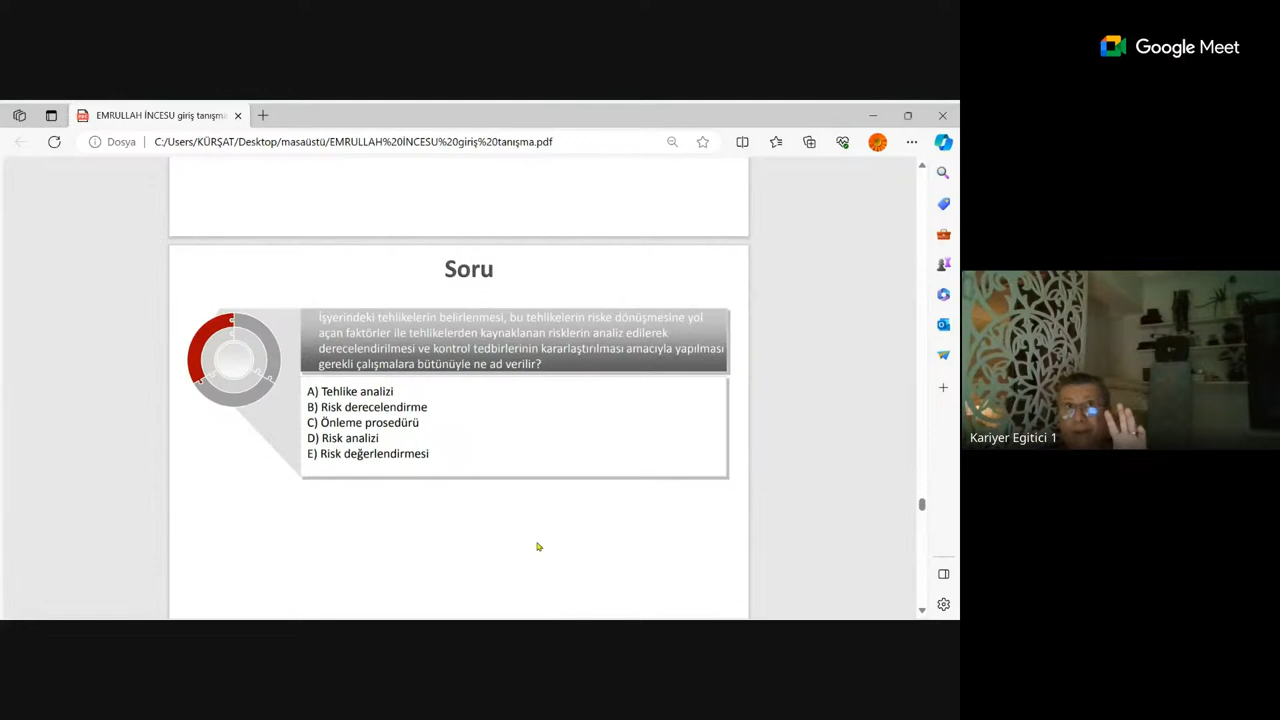 Google Meet
EMRULLAH İNCESU giriş tanışma
Dosya
C:/Users/KÜRŞAT/Desktop/masaüstü/EMRULLAH%20İNCESU%20giriş%20tanışma.pdf
Soru
İşyerindeki tehlikelerin belirlenmesi, bu tehlikelerin riske dönüşmesine yol
açan faktörler ile tehlikelerden kaynaklanan risklerin analiz edilerek
derecelendirilmesi ve kontrol tedbirlerinin kararlaştırılması amacıyla yapılması
gerekli çalışmalara bütünüyle ne ad verilir?
A) Tehlike analizi
B) Risk derecelendirme
C) Önleme prosedürü
D) Risk analizi
E) Risk değerlendirmesi
Kariyer Egitici 1